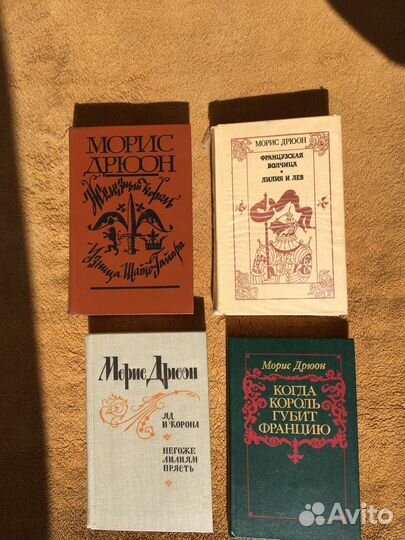 МОРИС
ДРЮОН
Железный король
Узница Шато-Гайара
МОРИС ДРЮОН
ФРАНЦУЗСКАЯ
ВОЛЧИЦА
ЛИЛИЯ И ЛЕВ
Морис Дрюон
ЯД
И КОРОНА
НЕГОЖЕ
ЛИЛИЯМ
ПРЯСТЬ
Морис Дрюон
КОГДА
КОРОЛЬ
ГУБИТ
ФРАНЦИЮ
Avito